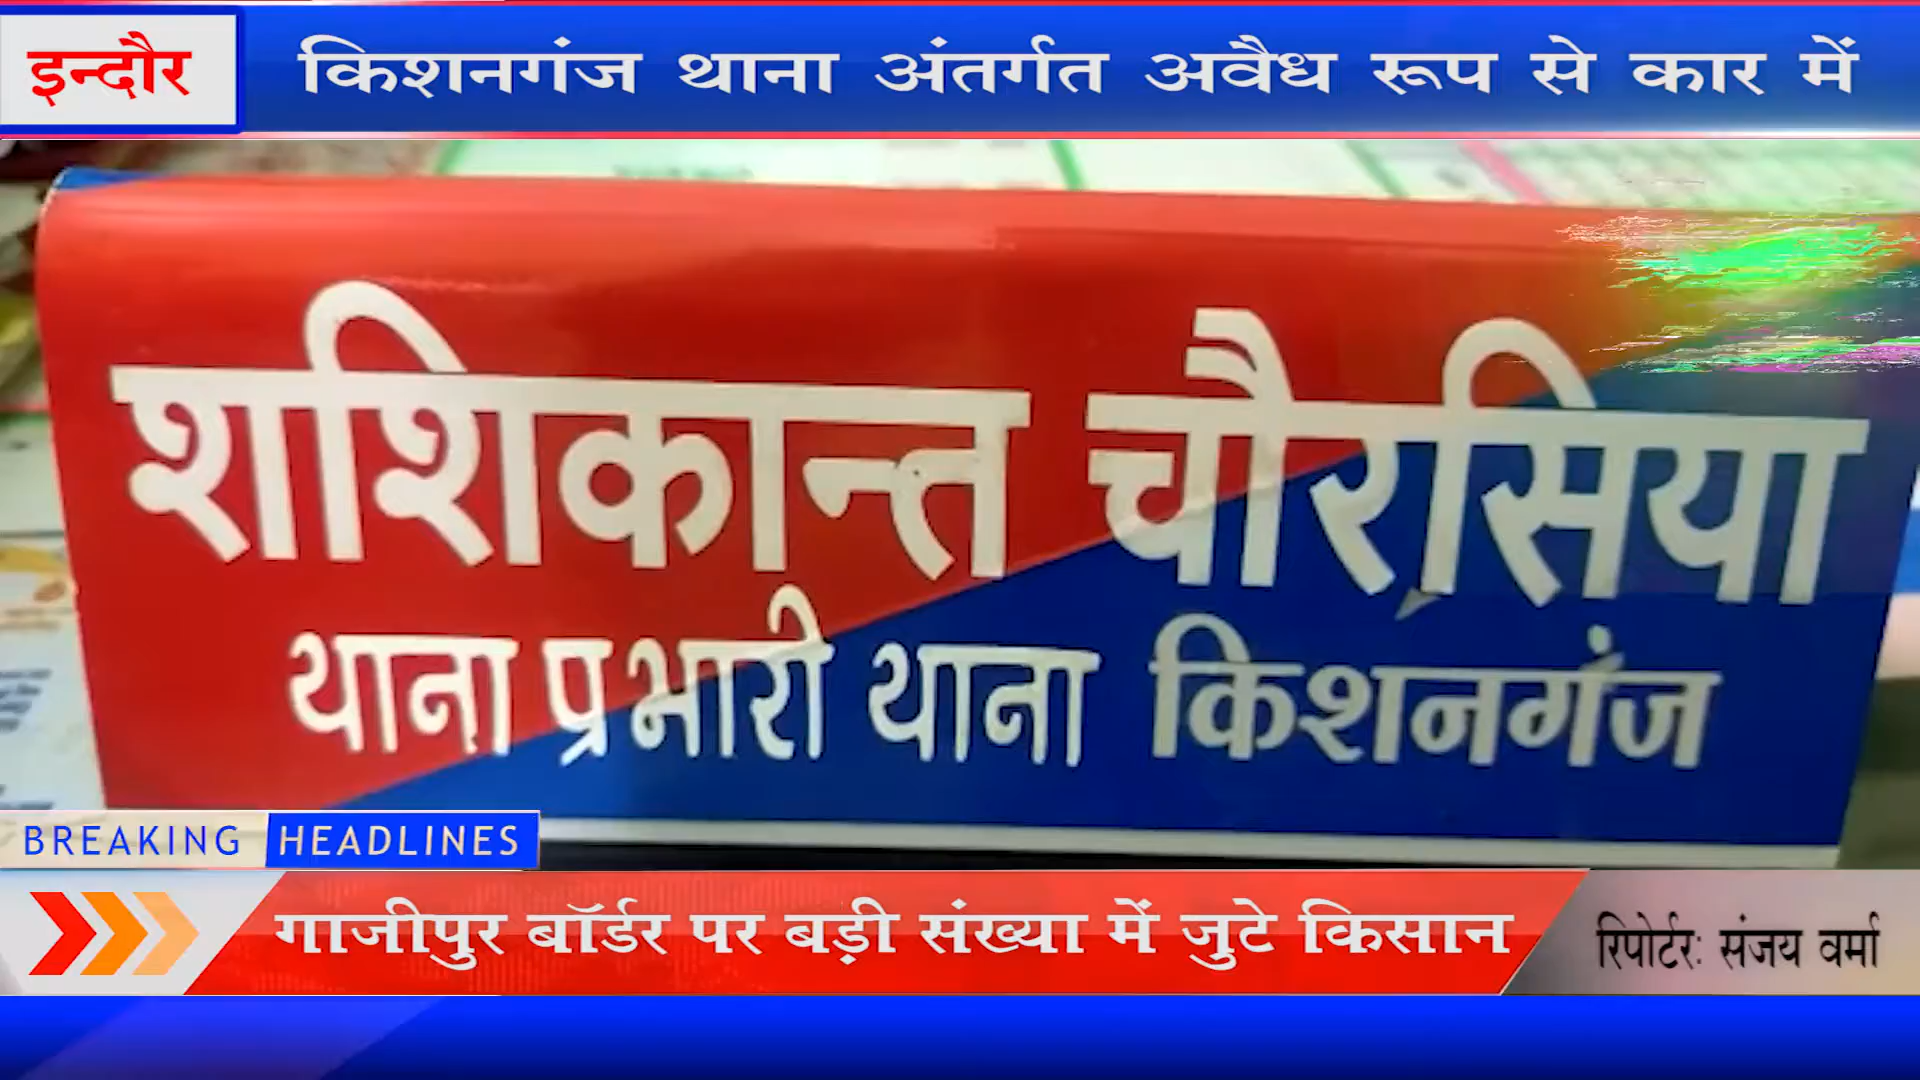 इन्दौर
किशनगंज थाना अंतर्गत अवैध रूप से कार में
शशिकान्त चौरसिया
थाना प्रभारी थाना किशनगंज
BREAKING HEADLINES
गाजीपुर बॉर्डर पर बड़ी संख्या में जुटे किसान
रिपोर्टर: संजय वर्मा